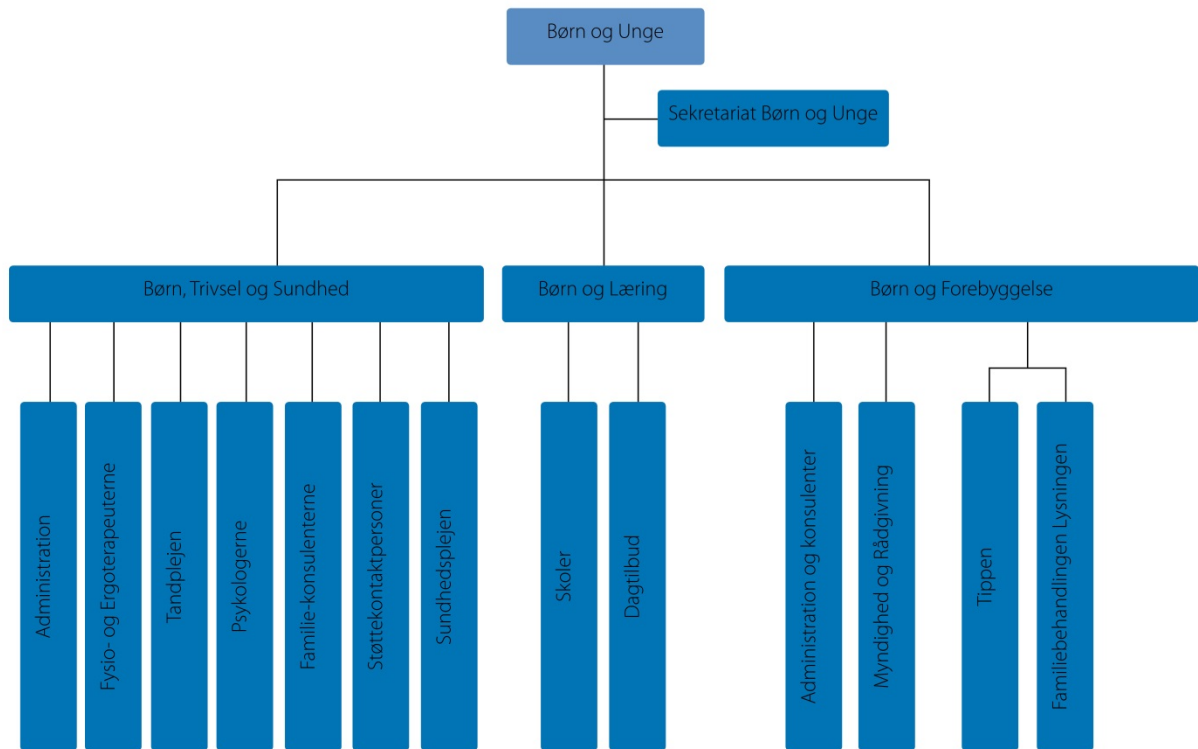 Børn og Unge
Sekretariat Børn og Unge
Børn, Trivsel og Sundhed
Børn og Læring
Børn og Forebyggelse
Administration
Fysio- og Ergoterapeuterne
Tandplejen
Psykologerne
Familie-konsulenterne
Støttekontaktpersoner
Sundhedsplejen
Skoler
Dagtilbud
Administration og konsulenter
Myndighed og Rådgivning
Tippen
Familiebehandlingen Lysningen